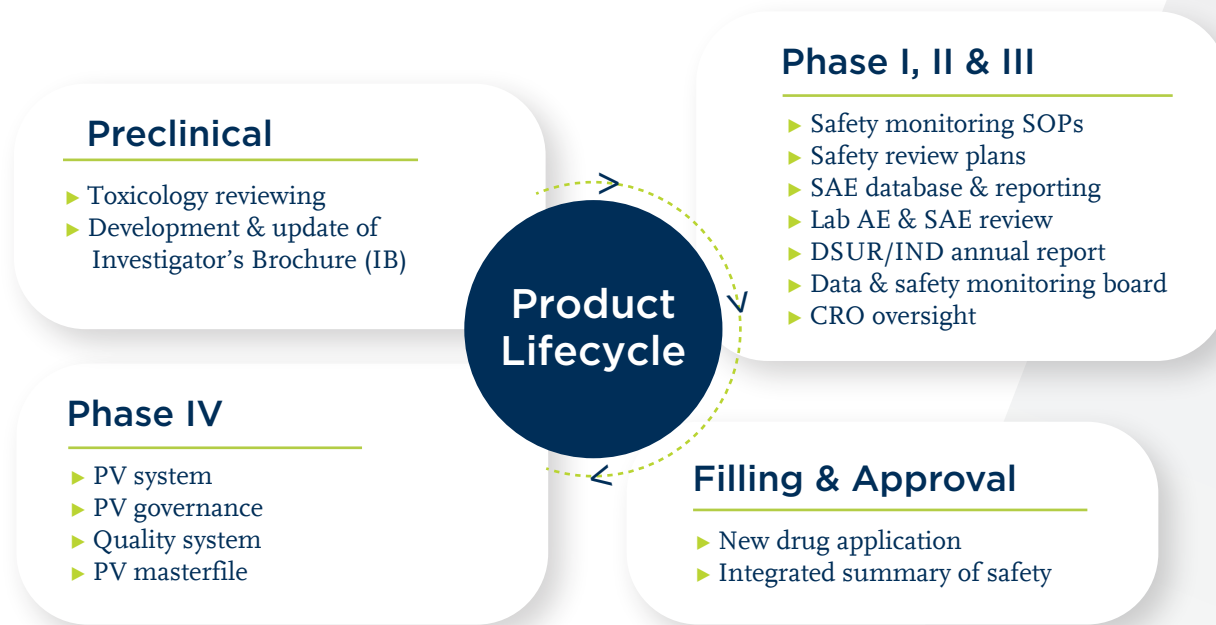 Preclinical
► Toxicology reviewing
► Development & update of
Investigator’s Brochure (IB)
Phase I, II & III
► Safety monitoring SOPs
► Safety review plans
► SAE database & reporting
► Lab AE & SAE review
► DSUR/IND annual report
► Data & safety monitoring board
► CRO oversight
Product
Lifecycle
Phase IV
► PV system
► PV governance
► Quality system
► PV masterfile
Filling & Approval
► New drug application
► Integrated summary of safety